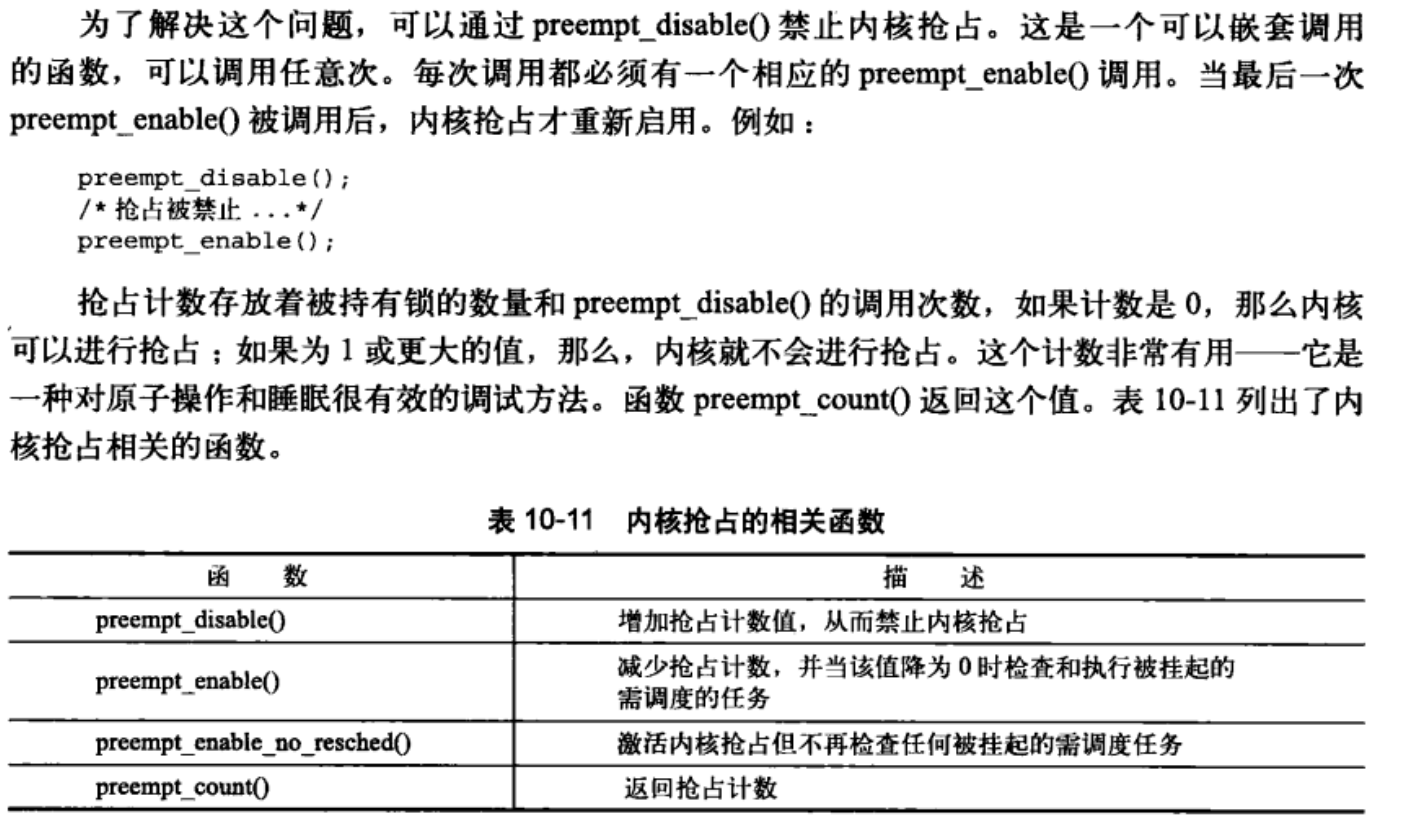 为了解决这个问题，可以通过 preempt_disable() 禁止内核抢占。这是一个可以嵌套调用
的函数，可以调用任意次。每次调用都必须有一个相应的 preempt_enable() 调用。当最后一次
preempt_enable() 被调用后，内核抢占才重新启用。例如：
preempt_disable();
/* 抢占被禁止 ...*/
preempt_enable();
抢占计数存放着被持有锁的数量和 preempt_disable() 的调用次数，如果计数是 0，那么内核
可以进行抢占；如果为 1 或更大的值，那么，内核就不会进行抢占。这个计数非常有用——它是
一种对原子操作和睡眠很有效的调试方法。函数 preempt_count() 返回这个值。表 10-11 列出了内
核抢占相关的函数。
表 10-11 内核抢占的相关函数
函 数 描 述
preempt_disable() 增加抢占计数值，从而禁止内核抢占
preempt_enable() 减少抢占计数，并当该值降为 0 时检查和执行被挂起的
需调度的任务
preempt_enable_no_resched() 激活内核抢占但不再检查任何被挂起的需调度任务
preempt_count() 返回抢占计数